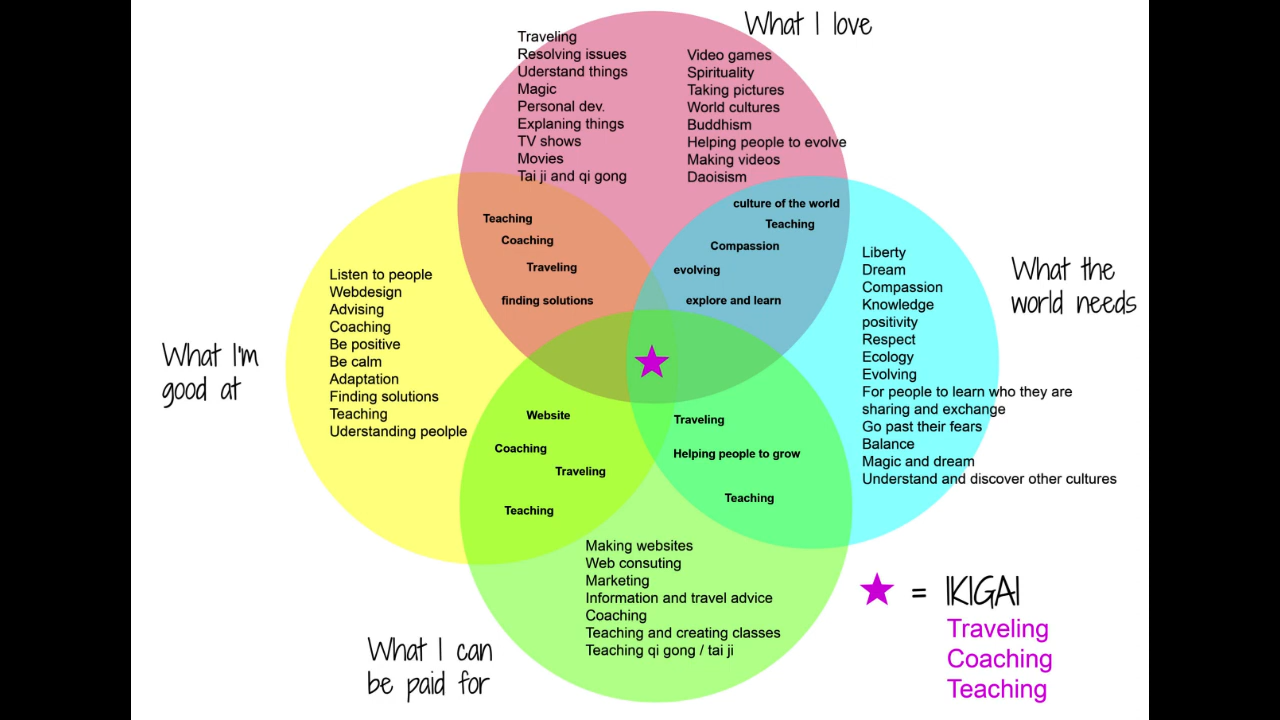 What I love
Traveling
Resolving issues
Uderstand things
Magic
Personal dev.
Explaning things
TV shows
Movies
Tai ji and qi gong
Video games
Spirituality
Taking pictures
World cultures
Buddhism
Helping people to evolve
Making videos
Daoisism
Teaching
Coaching
Traveling
finding solutions
culture of the world
Teaching
Compassion
evolving
explore and learn
What I'm
good at
Listen to people
Webdesign
Advising
Coaching
Be positive
Be calm
Adaptation
Finding solutions
Teaching
Uderstanding peolple
What the
world needs
Liberty
Dream
Compassion
Knowledge
positivity
Respect
Ecology
Evolving
For people to learn who they are
sharing and exchange
Go past their fears
Balance
Magic and dream
Understand and discover other cultures
Website
Coaching
Traveling
Teaching
Traveling
Helping people to grow
Teaching
What I can
be paid for
Making websites
Web consuting
Marketing
Information and travel advice
Coaching
Teaching and creating classes
Teaching qi gong / tai ji
= IKIGAI
Traveling
Coaching
Teaching